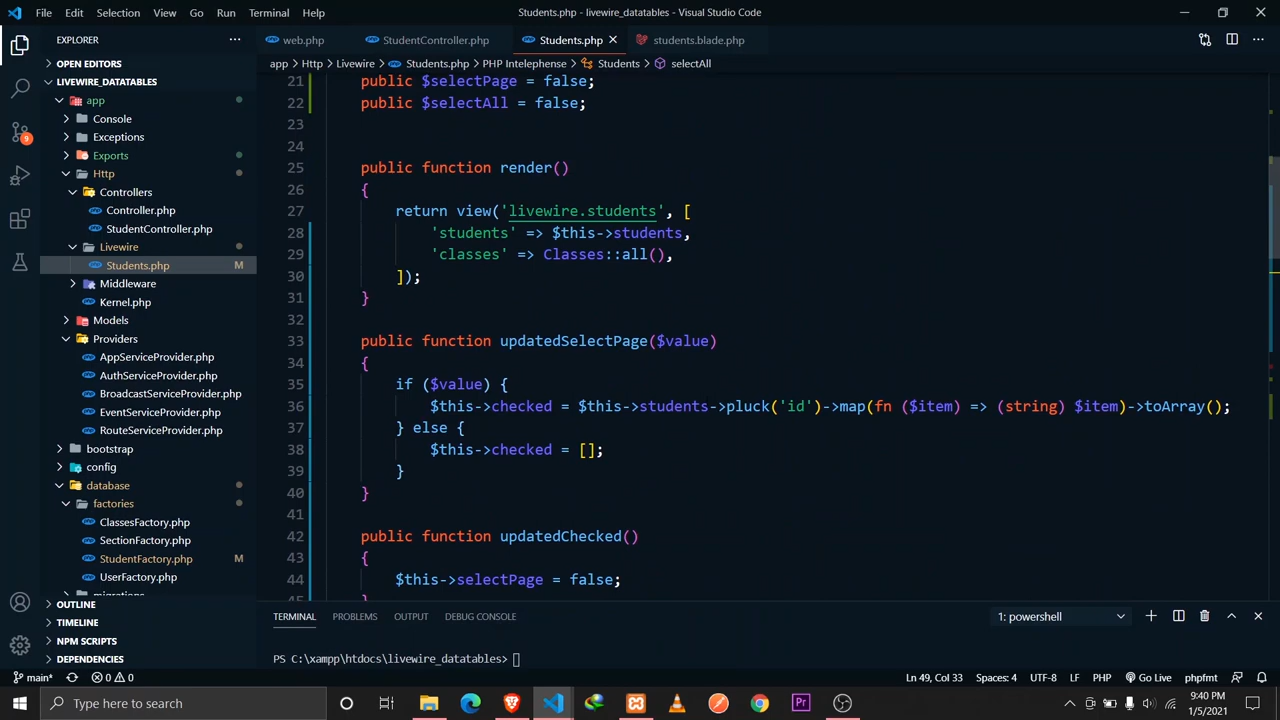 File Edit Selection View Go Run Terminal Help
Students.php - livewire_datatables - Visual Studio Code
EXPLORER
web.php StudentController.php Students.php students.blade.php
OPEN EDITORS
app > Http > Livewire > Students.php > PHP Intelephense > Students > selectAll
LIVEWIRE_DATATABLES
app
Console
Exceptions
Exports
Http
Controllers
Controller.php
StudentController.php
Livewire
Students.php M
Middleware
Kernel.php
Models
Providers
AppServiceProvider.php
AuthServiceProvider.php
BroadcastServiceProvider.php
EventServiceProvider.php
RouteServiceProvider.php
bootstrap
config
database
factories
ClassesFactory.php
SectionFactory.php
StudentFactory.php M
UserFactory.php
migrations
OUTLINE
TIMELINE
NPM SCRIPTS
DEPENDENCIES
9
21 public $selectPage = false;
22 public $selectAll = false;
23
24
25 public function render()
26 {
27 return view('livewire.students', [
28 'students' => $this->students,
29 'classes' => Classes::all(),
30 ]);
31 }
32
33 public function updatedSelectPage($value)
34 {
35 if ($value) {
36 $this->checked = $this->students->pluck('id')->map(fn ($item) => (string) $item)->toArray();
37 } else {
38 $this->checked = [];
39 }
40 }
41
42 public function updatedChecked()
43 {
44 $this->selectPage = false;
45 }
TERMINAL PROBLEMS OUTPUT DEBUG CONSOLE
1: powershell
PS C:\xampp\htdocs\livewire_datatables>
main* 0 0
Ln 49, Col 33 Spaces: 4 UTF-8 LF PHP Go Live phpfmt
Type here to search
9:40 PM
1/5/2021